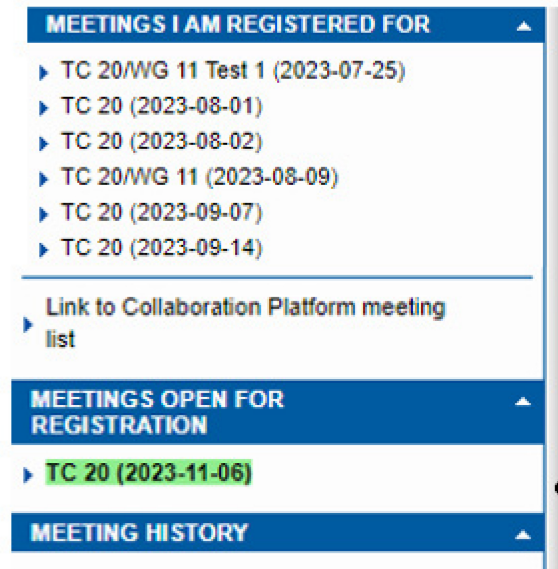 MEETINGS I AM REGISTERED FOR
TC 20/WG 11 Test 1 (2023-07-25)
TC 20 (2023-08-01)
TC 20 (2023-08-02)
TC 20/WG 11 (2023-08-09)
TC 20 (2023-09-07)
TC 20 (2023-09-14)
Link to Collaboration Platform meeting
list
MEETINGS OPEN FOR
REGISTRATION
TC 20 (2023-11-06)
MEETING HISTORY